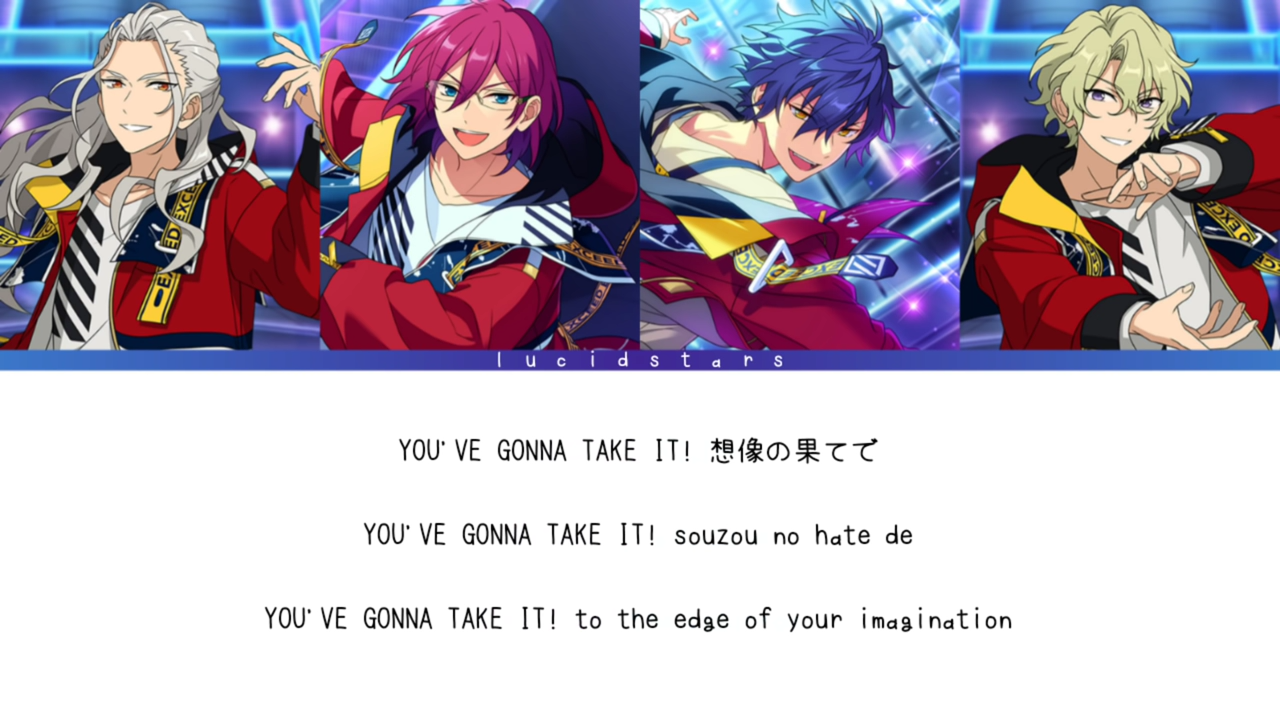 lucidstars
YOU'VE GONNA TAKE IT! 想像の果てで
YOU'VE GONNA TAKE IT! souzou no hate de
YOU'VE GONNA TAKE IT! to the edge of your imagination